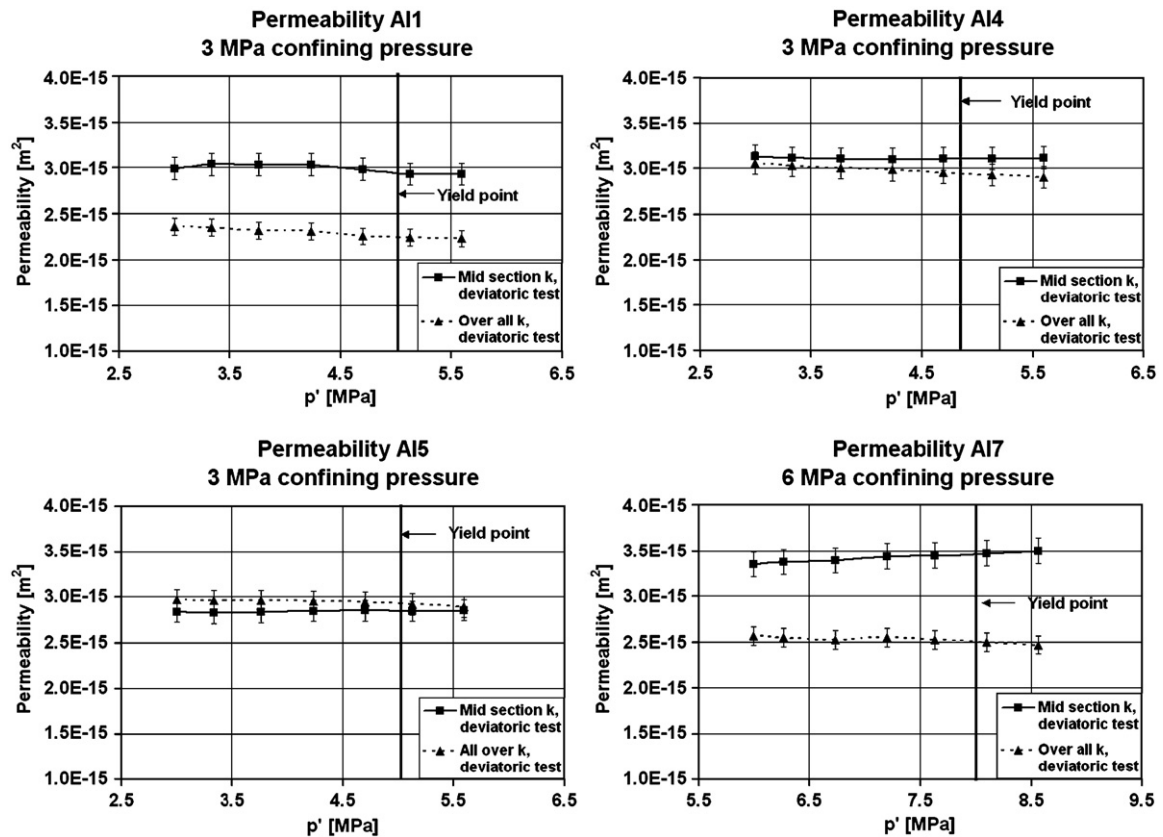 Permeability Al1
3 MPa confining pressure
4.0E-15
3.5E-15
3.0E-15
2.5E-15
2.0E-15
1.5E-15
1.0E-15
Permeability [m²]
Yield point
Mid section k,
deviatoric test
Over all k,
deviatoric test
2.5 3.5 4.5 5.5 6.5
p' [MPa]
Permeability Al4
3 MPa confining pressure
4.0E-15
3.5E-15
3.0E-15
2.5E-15
2.0E-15
1.5E-15
1.0E-15
Permeability [m²]
Yield point
Mid section k,
deviatoric test
Over all k,
deviatoric test
2.5 3.5 4.5 5.5 6.5
p' [MPa]
Permeability Al5
3 MPa confining pressure
4.0E-15
3.5E-15
3.0E-15
2.5E-15
2.0E-15
1.5E-15
1.0E-15
Permeability [m²]
Yield point
Mid section k,
deviatoric test
All over k,
deviatoric test
2.5 3.5 4.5 5.5 6.5
p' [MPa]
Permeability Al7
6 MPa confining pressure
4.0E-15
3.5E-15
3.0E-15
2.5E-15
2.0E-15
1.5E-15
1.0E-15
Permeability [m²]
Yield point
Mid section k,
deviatoric test
Over all k,
deviatoric test
5.5 6.5 7.5 8.5 9.5
p' [MPa]